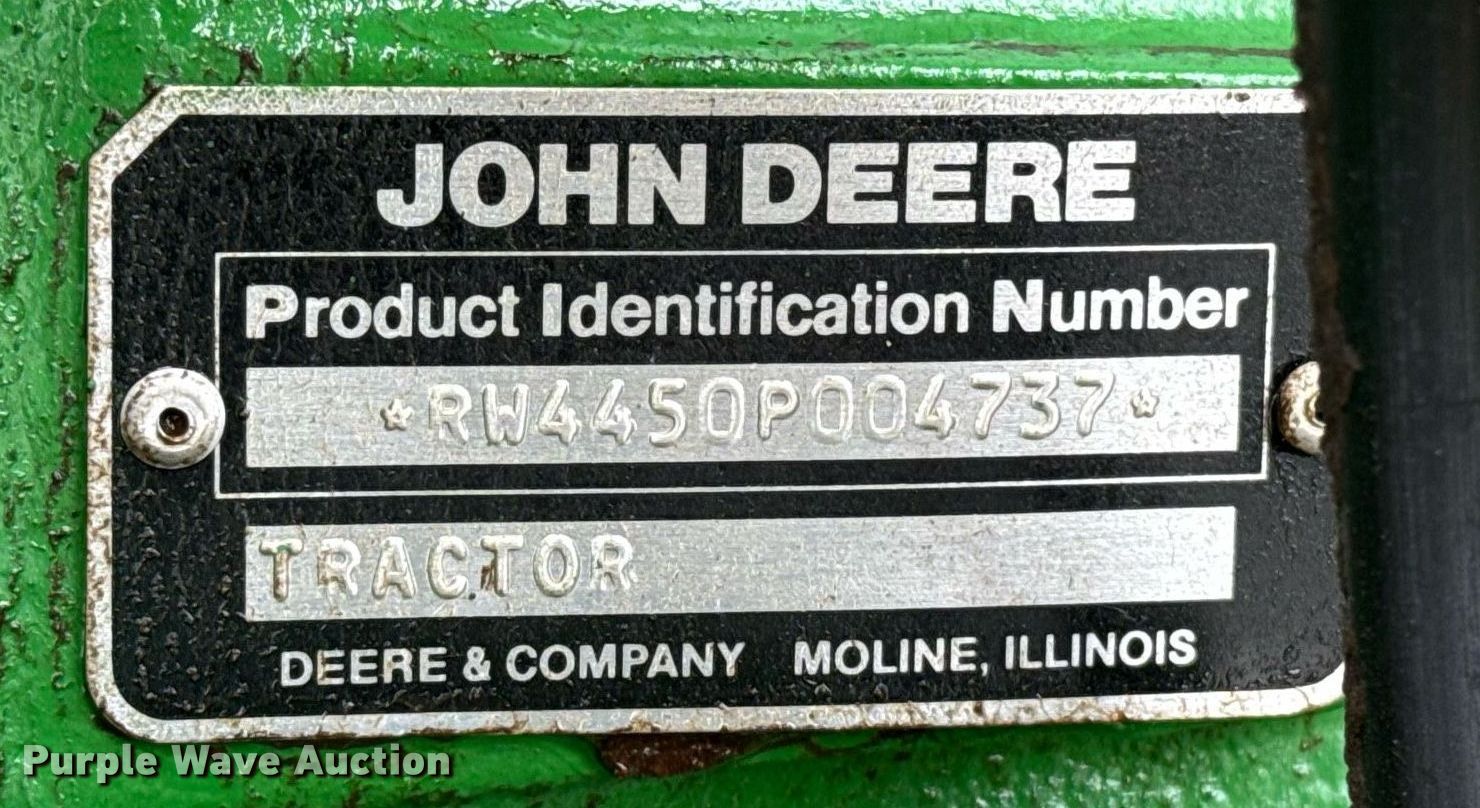 JOHN DEERE
Product Identification Number
*RW4450P004737*
TRACTOR
DEERE & COMPANY MOLINE, ILLINOIS
Purple Wave Auction